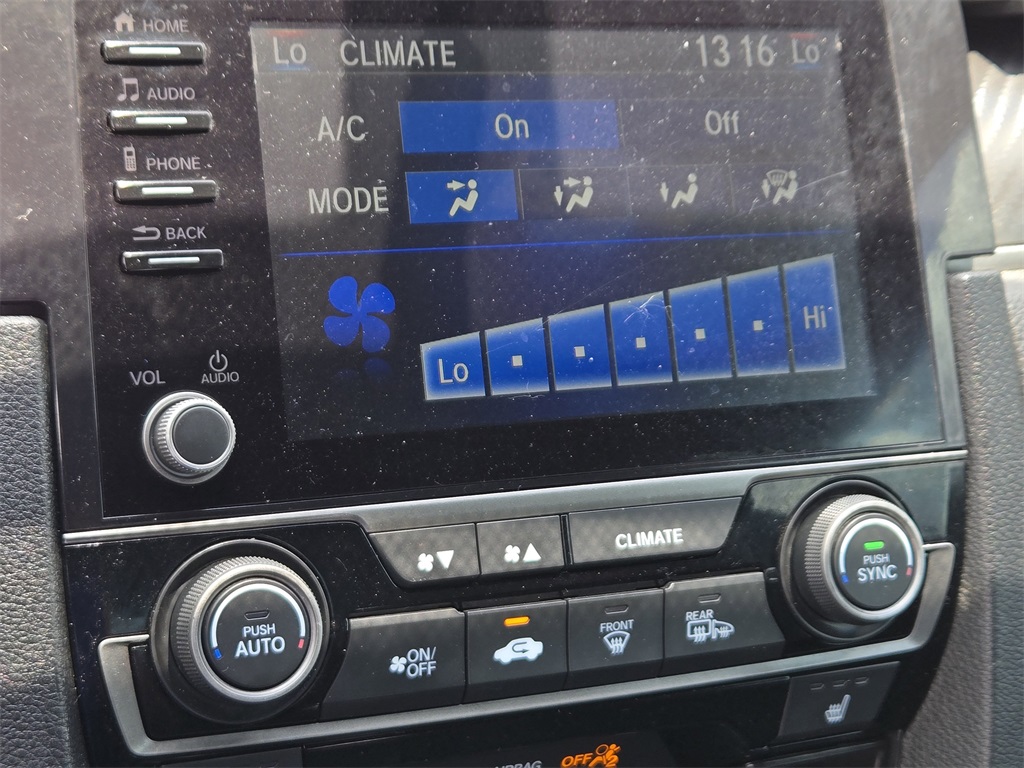 HOME
Lo CLIMATE 13 16 Lo
AUDIO
A/C On Off
PHONE
MODE
BACK
Lo Hi
VOL AUDIO
CLIMATE
PUSH
AUTO
PUSH
SYNC
ON/
OFF
FRONT
REAR
AIRBAG OFF